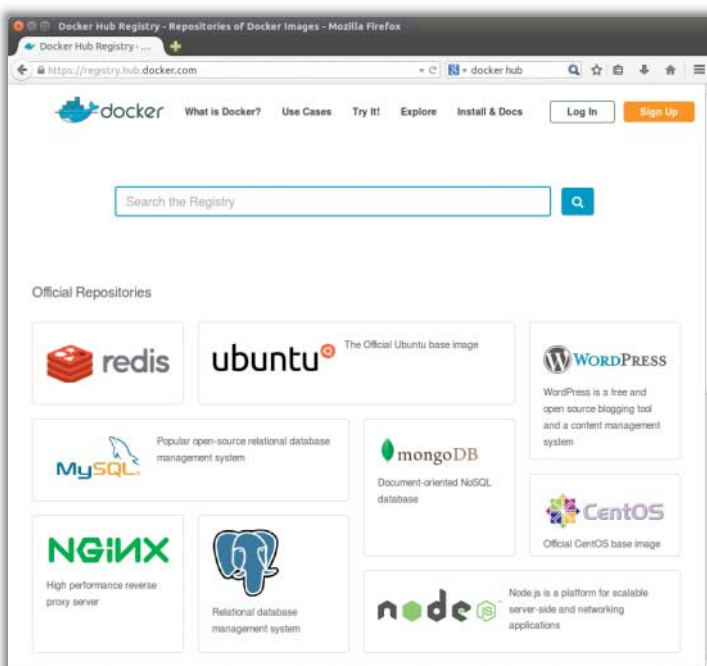 Docker Hub Registry - Repositories of Docker Images - Mozilla Firefox
Docker Hub Registry - ...
https://registry.hub.docker.com
docker hub
docker
What is Docker?
Use Cases
Try It!
Explore
Install & Docs
Log In
Sign Up
Search the Registry
Official Repositories
redis
ubuntu
The Official Ubuntu base image
WORDPRESS
WordPress is a free and
open source blogging tool
and a content management
system
MySQL
Popular open-source relational database
management system
mongoDB
Document-oriented NoSQL
database
CentOS
Official CentOS base image
NGINX
High performance reverse
proxy server
Relational database
management system
node
JS
Node.js is a platform for scalable
server-side and networking
applications